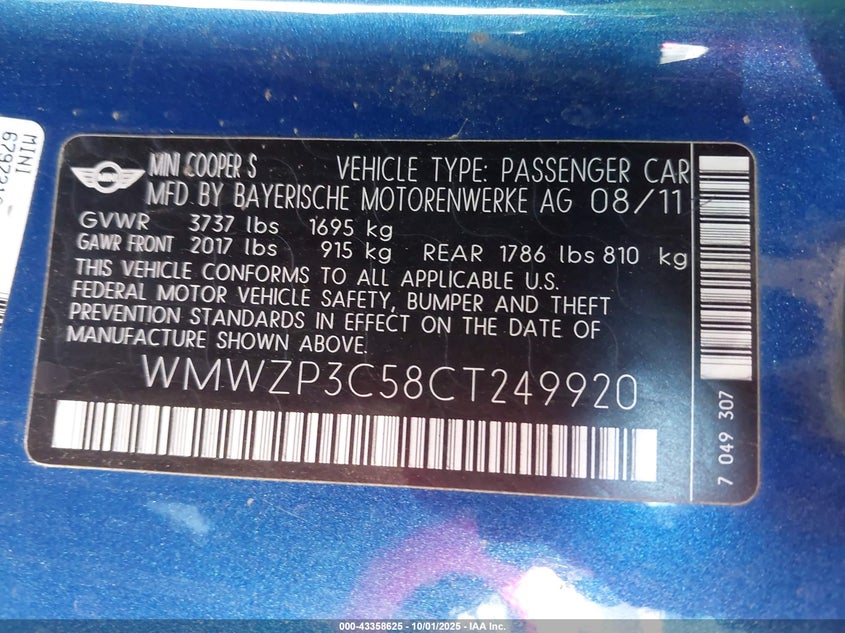 MINI COOPER S VEHICLE TYPE: PASSENGER CAR
MFD BY BAYERISCHE MOTORENWERKE AG 08/11
GVWR 3737 lbs 1695 kg
GAWR FRONT 2017 lbs 915 kg REAR 1786 lbs 810 kg
THIS VEHICLE CONFORMS TO ALL APPLICABLE U.S.
FEDERAL MOTOR VEHICLE SAFETY, BUMPER AND THEFT
PREVENTION STANDARDS IN EFFECT ON THE DATE OF
MANUFACTURE SHOWN ABOVE.
WMWZP3C58CT249920
7 049 307
MINI
000-43358625 - 10/01/2025 - IAA Inc.